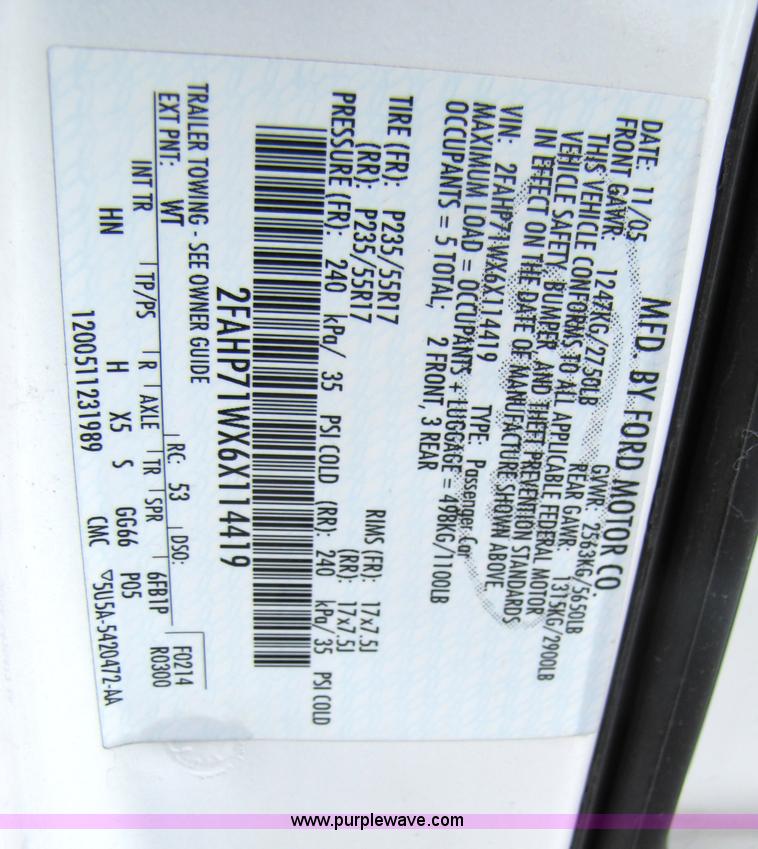 MFD. BY FORD MOTOR CO.
DATE: 11/05 GVWR: 2563KG/5650LB
FRONT GAWR: 1247KG/2750LB REAR GAWR: 1315KG/2900LB
THIS VEHICLE CONFORMS TO ALL APPLICABLE FEDERAL MOTOR
VEHICLE SAFETY, BUMPER AND THEFT PREVENTION STANDARDS
IN EFFECT ON THE DATE OF MANUFACTURE SHOWN ABOVE
VIN: 2FAHP71WX6X114419 TYPE: Passenger Car
MAXIMUM LOAD = OCCUPANTS + LUGGAGE = 498KG/1100LB
OCCUPANTS = 5 TOTAL; 2 FRONT, 3 REAR
TIRE (FR): P235/55R17 RIMS (FR): 17x7.5J
(RR): P235/55R17 (RR): 17x7.5J
PRESSURE (FR): 240 kPa/ 35 PSI COLD (RR): 240 kPa/ 35 PSI COLD
2FAHP71WX6X114419
TRAILER TOWING - SEE OWNER GUIDE F0214
EXT PNT: WT RC: 53 DSO: R0300
INT TR TP/PS R AXLE TR SPR 6FB1P
HN H X5 S GG66 P05
1200511231989 CMC ▽5U5A-5420472-AA
www.purplewave.com